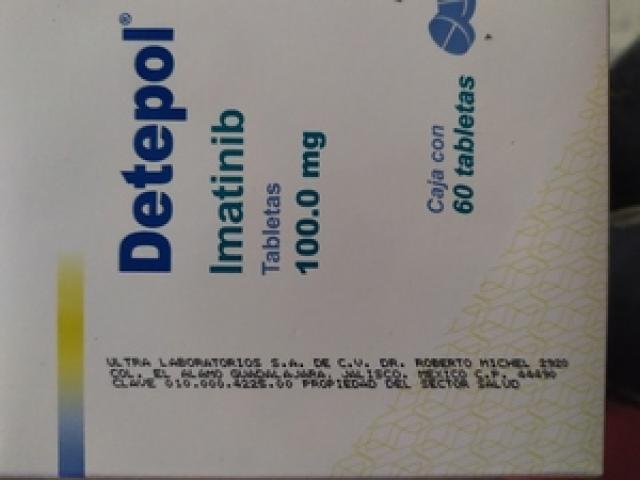 Detepol®
Imatinib
Tabletas
100.0 mg
Caja con
60 tabletas
ULTRA LABORATORIOS S.A. DE C.V. DR. ROBERTO MICHEL 2920
COL. EL ALAMO GUADALAJARA, JALISCO. MEXICO C.P. 44490
CLAVE 010.000.4225.00 PROPIEDAD DEL SECTOR SALUD